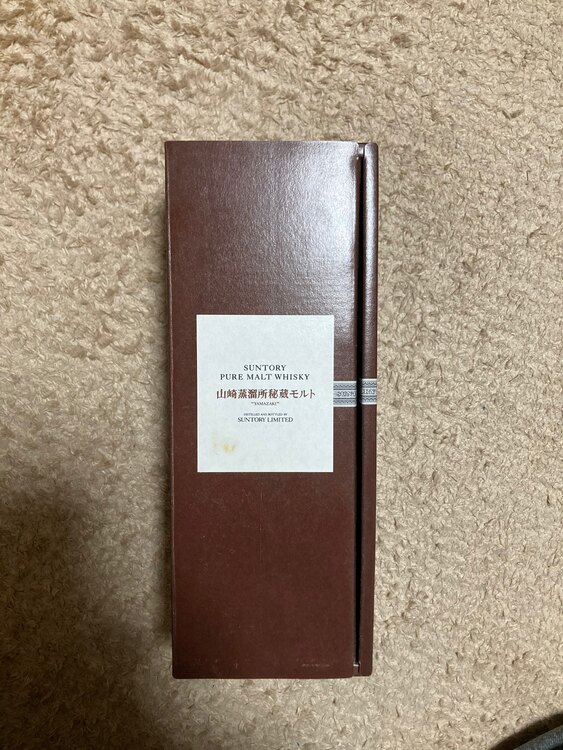 SUNTORY
PURE MALT WHISKY
山崎蒸溜所秘蔵モルト
"YAMAZAKI"
DISTILLED AND BOTTLED BY
SUNTORY LIMITED